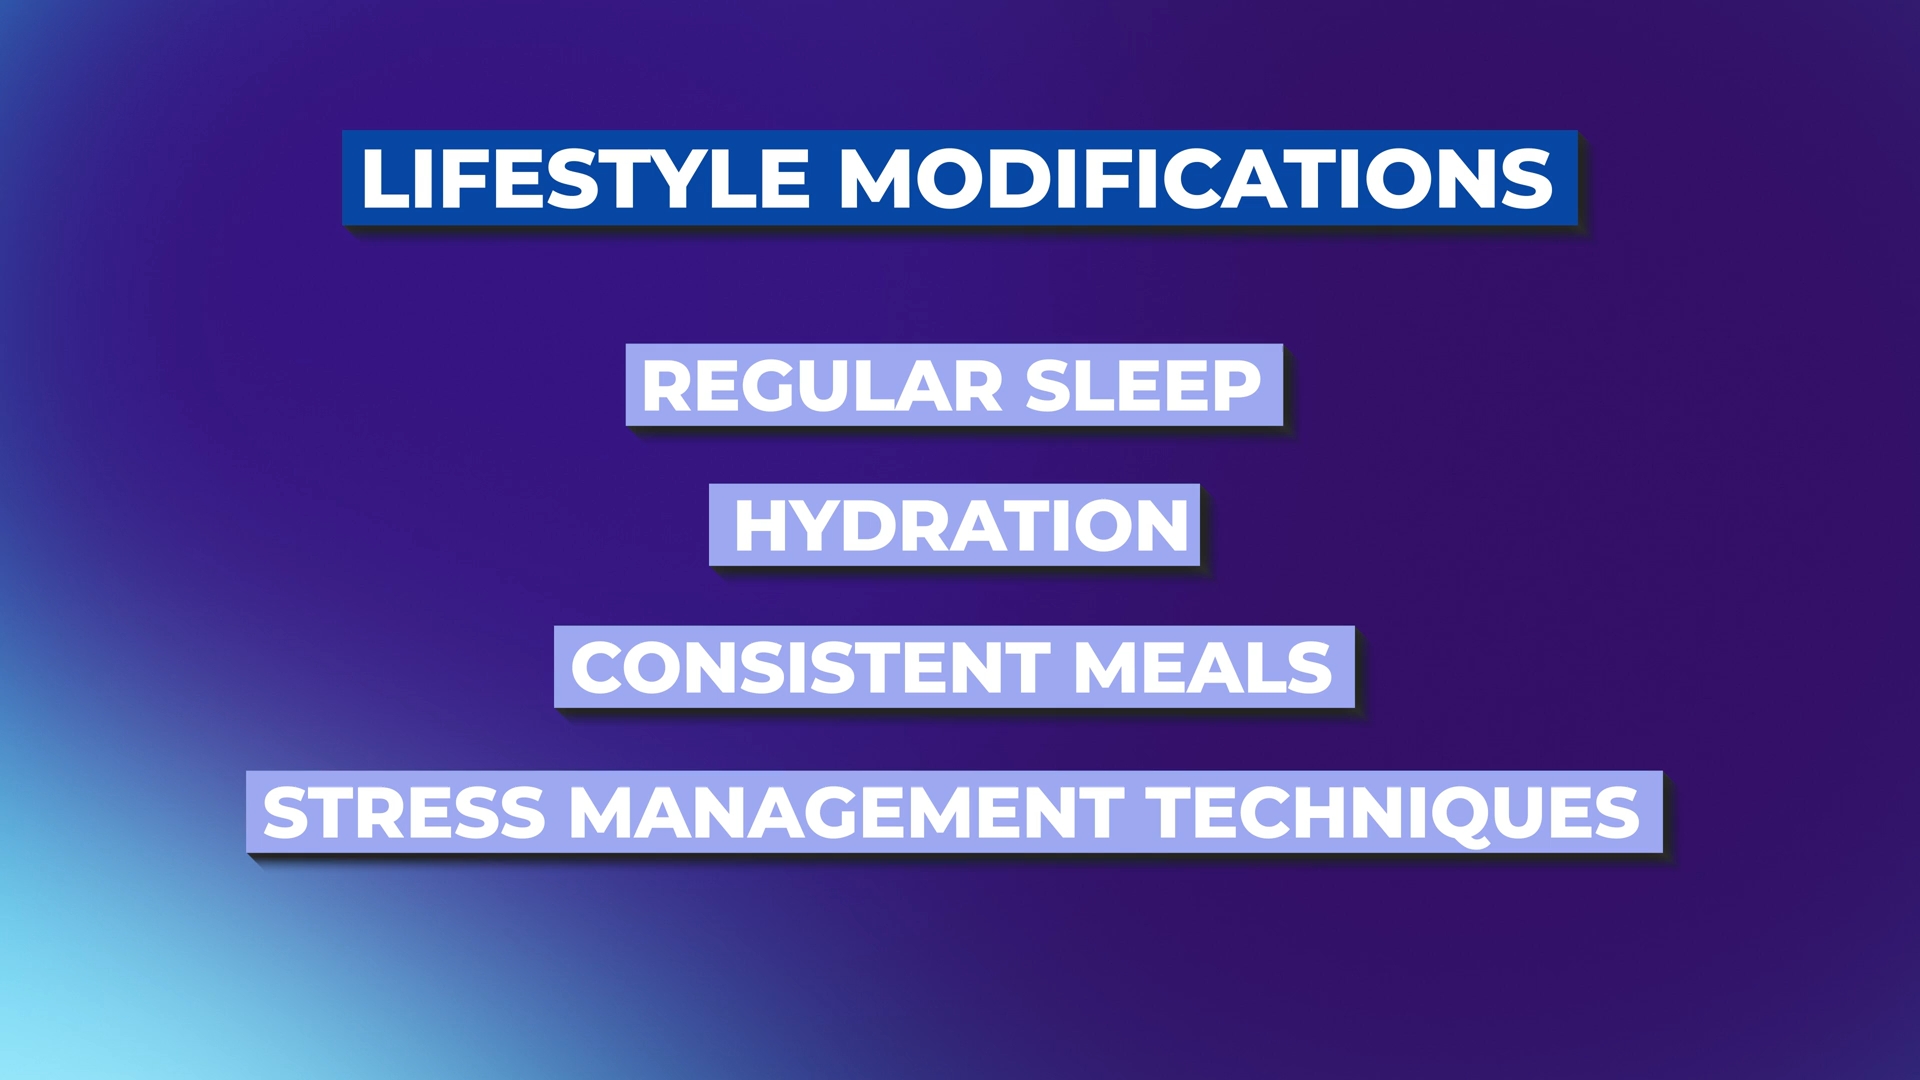 LIFESTYLE MODIFICATIONS
REGULAR SLEEP
HYDRATION
CONSISTENT MEALS
STRESS MANAGEMENT TECHNIQUES